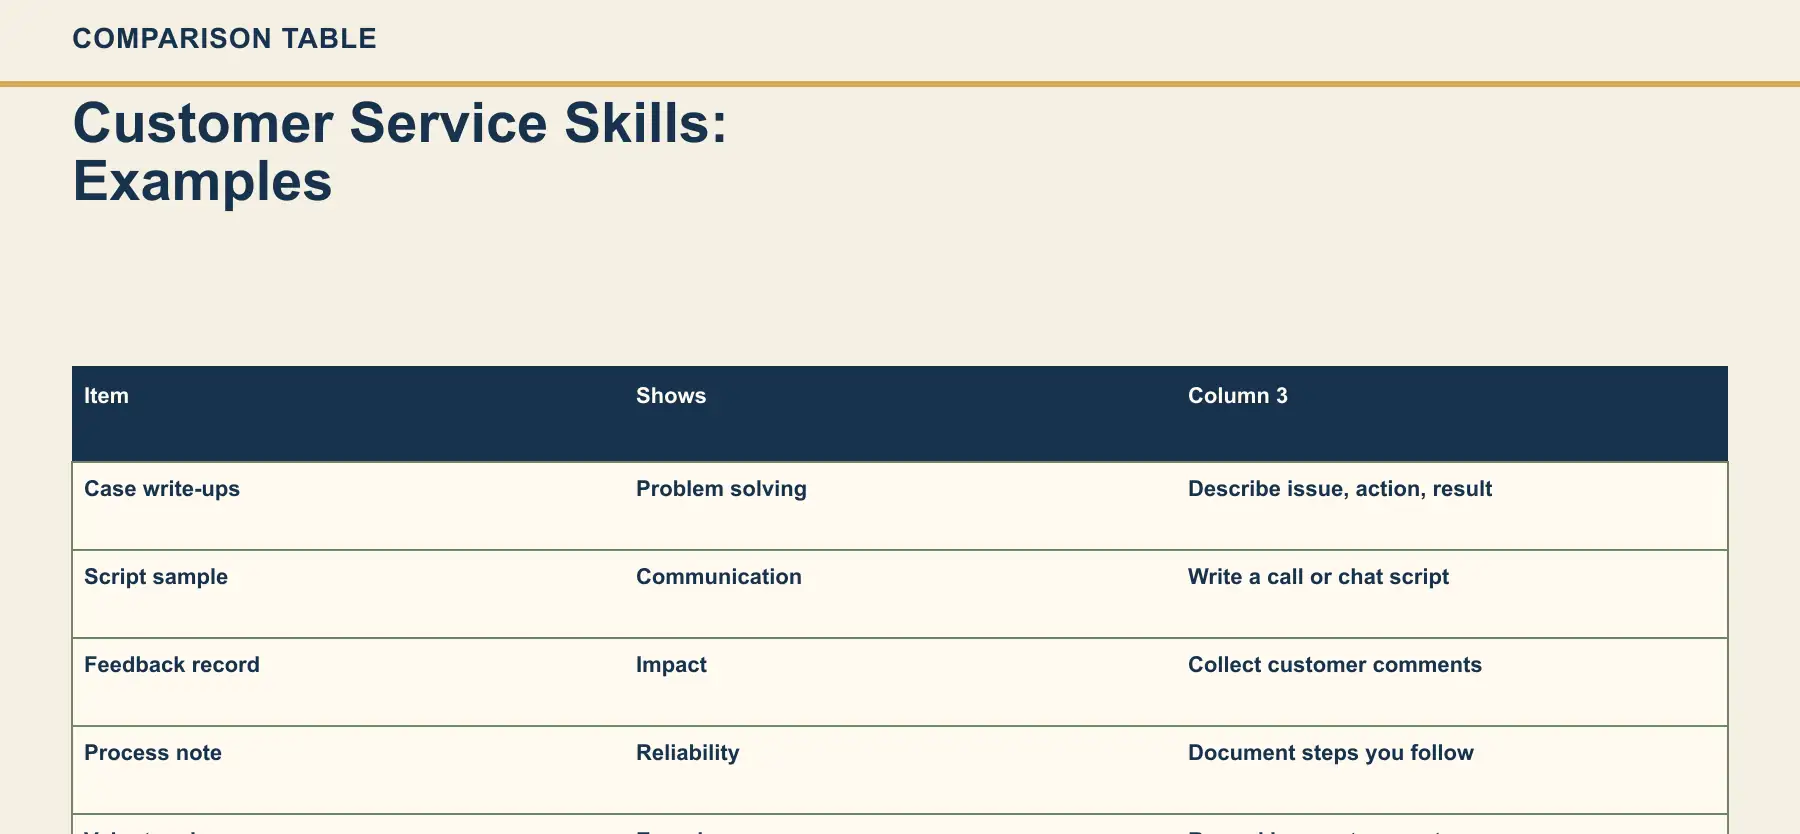 COMPARISON TABLE
Customer Service Skills:
Examples
Item Shows Column 3
Case write-ups Problem solving Describe issue, action, result
Script sample Communication Write a call or chat script
Feedback record Impact Collect customer comments
Process note Reliability Document steps you follow